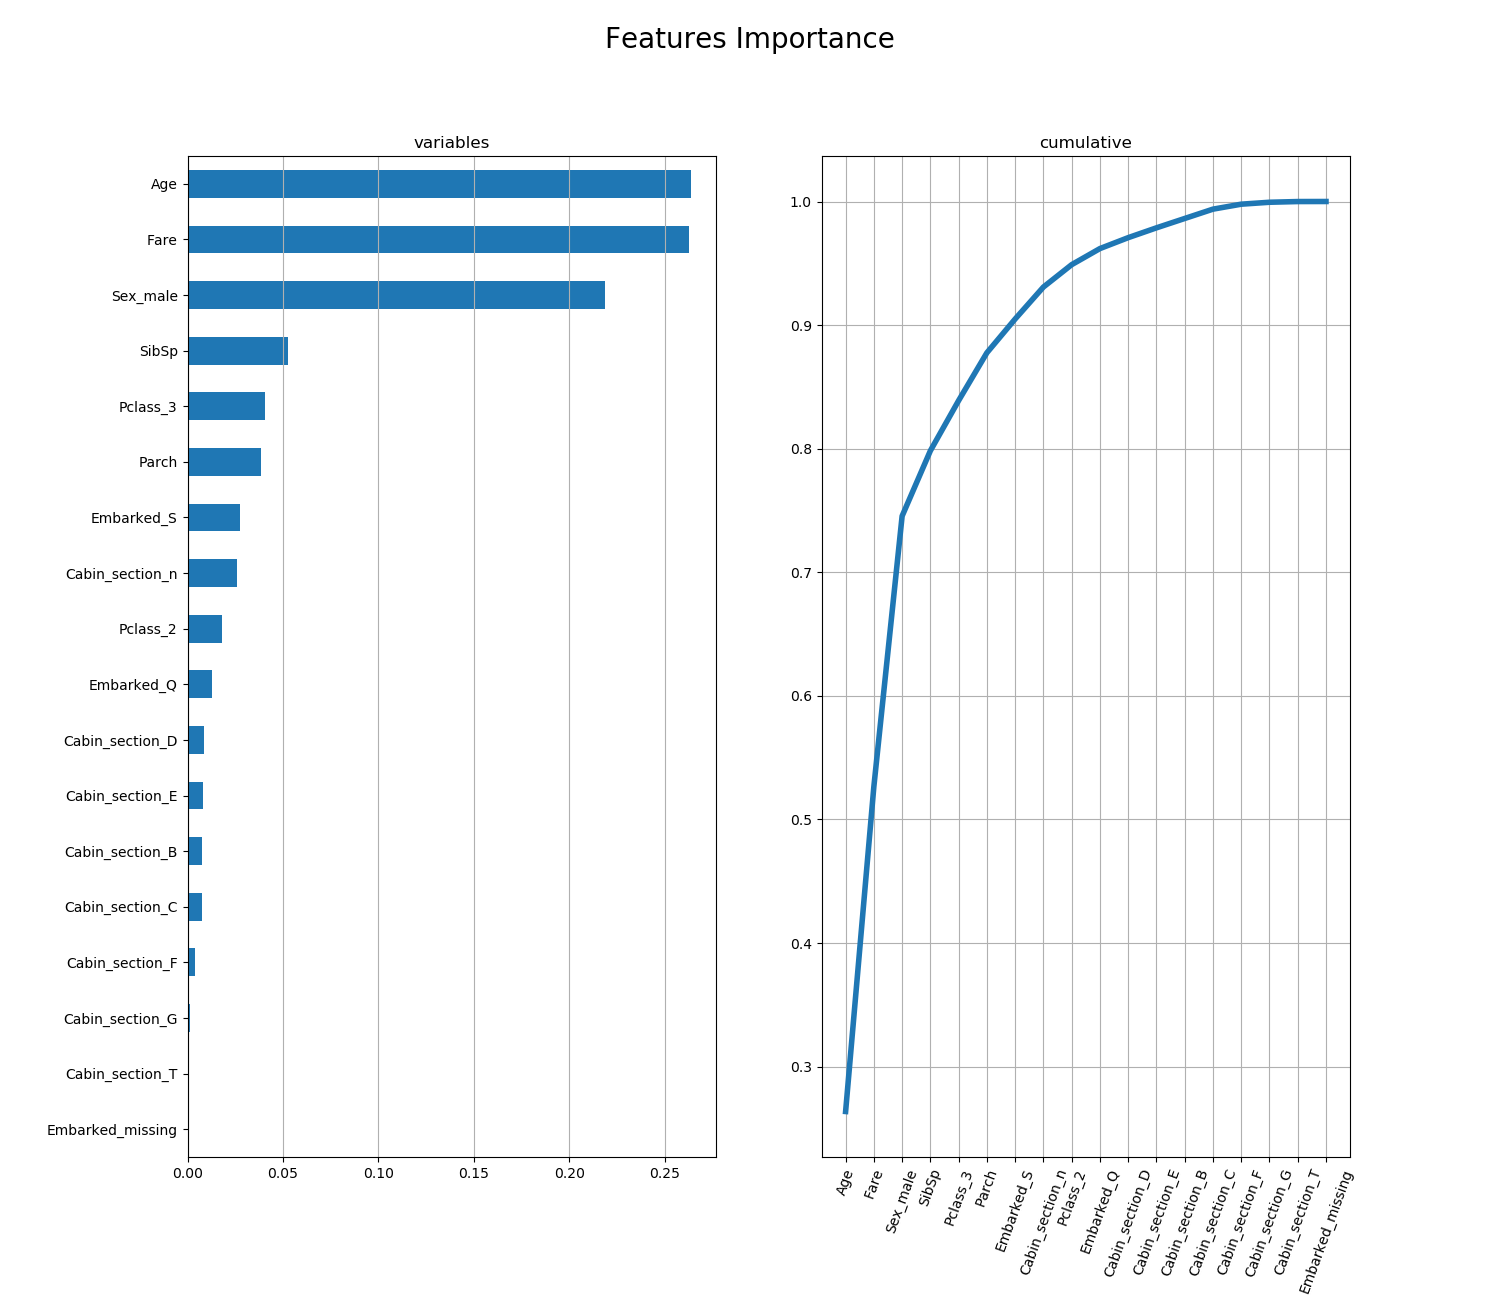 Features Importance
variables
Age
Fare
Sex_male
SibSp
Pclass_3
Parch
Embarked_S
Cabin_section_n
Pclass_2
Embarked_Q
Cabin_section_D
Cabin_section_E
Cabin_section_B
Cabin_section_C
Cabin_section_F
Cabin_section_G
Cabin_section_T
Embarked_missing
0.00 0.05 0.10 0.15 0.20 0.25
cumulative
1.0
0.9
0.8
0.7
0.6
0.5
0.4
0.3
Age
Fare
Sex_male
SibSp
Pclass_3
Parch
Embarked_S
Cabin_section_n
Pclass_2
Embarked_Q
Cabin_section_D
Cabin_section_E
Cabin_section_B
Cabin_section_C
Cabin_section_F
Cabin_section_G
Cabin_section_T
Embarked_missing